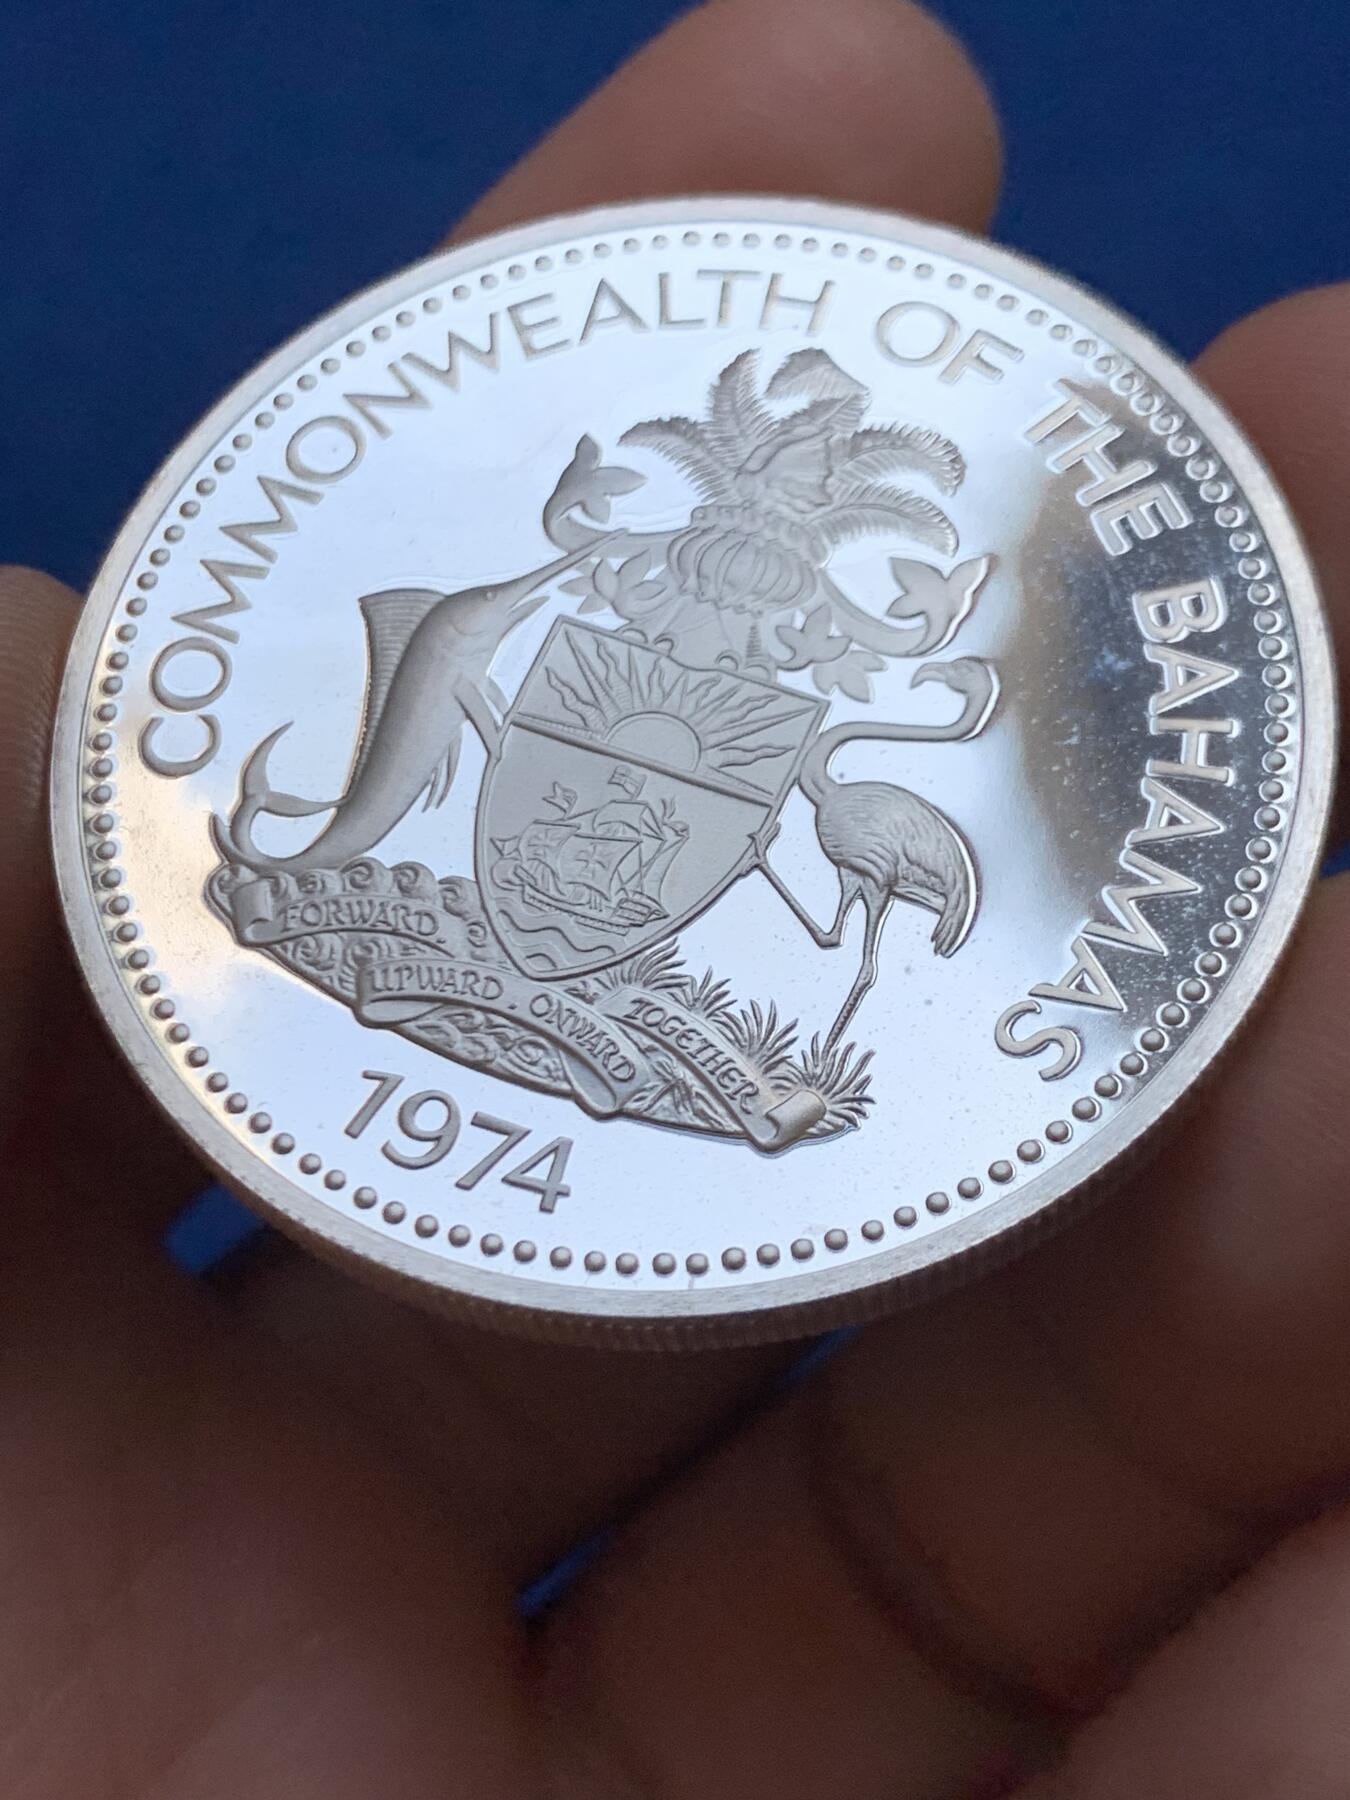 COMMONWEALTH OF THE BAHAMAS
FORWARD.
UPWARD. ONWARD
TOGETHER
1974